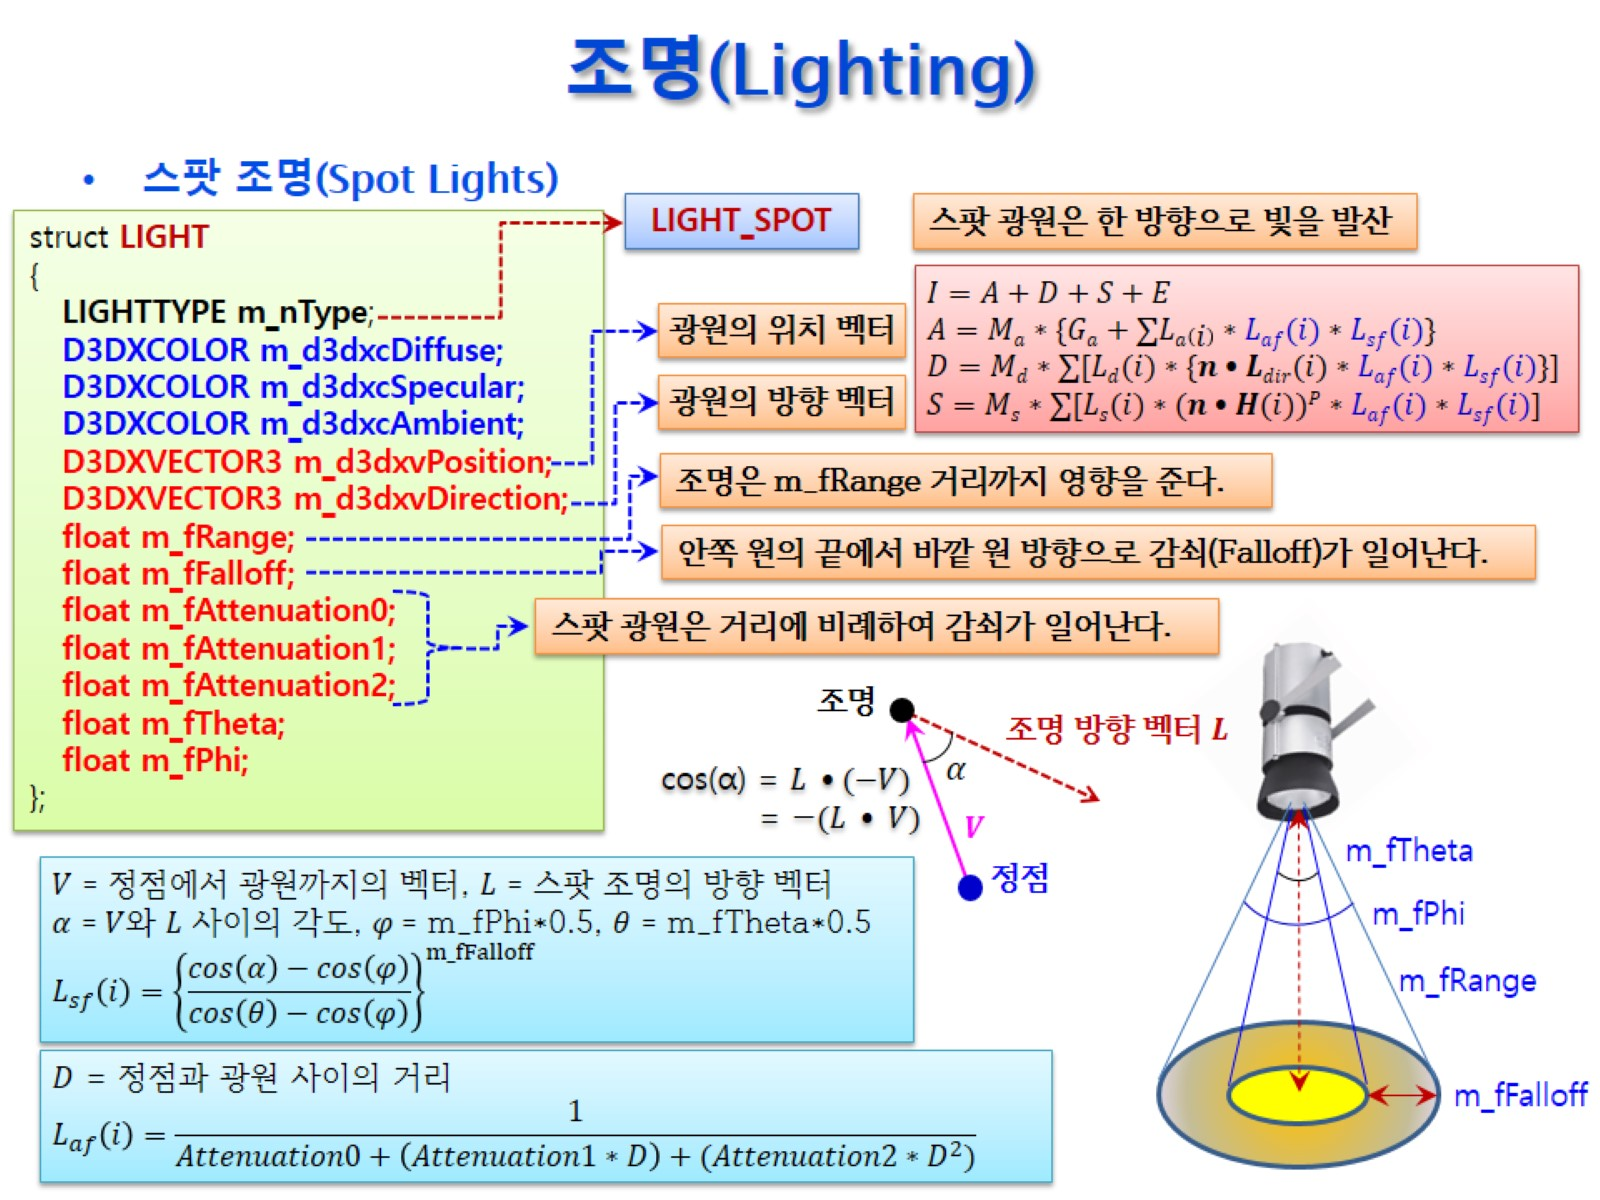 조명(Lighting)
• 스팟 조명(Spot Lights)
struct LIGHT
{
LIGHTTYPE m_nType;
D3DXCOLOR m_d3dxcDiffuse;
D3DXCOLOR m_d3dxcSpecular;
D3DXCOLOR m_d3dxcAmbient;
D3DXVECTOR3 m_d3dxvPosition;
D3DXVECTOR3 m_d3dxvDirection;
float m_fRange;
float m_fFalloff;
float m_fAttenuation0;
float m_fAttenuation1;
float m_fAttenuation2;
float m_fTheta;
float m_fPhi;
};
LIGHT_SPOT
스팟 광원은 한 방향으로 빛을 발산
광원의 위치 벡터
광원의 방향 벡터
I = A + D + S + E
A = M_a * {G_a + ∑L_a(i) * L_af(i) * L_sf(i)}
D = M_d * ∑[L_d(i) * {n • L_dir(i) * L_af(i) * L_sf(i)}]
S = M_s * ∑[L_s(i) * (n • H(i))^P * L_af(i) * L_sf(i)]
조명은 m_fRange 거리까지 영향을 준다.
안쪽 원의 끝에서 바깥 원 방향으로 감쇠(Falloff)가 일어난다.
스팟 광원은 거리에 비례하여 감쇠가 일어난다.
조명
조명 방향 벡터 L
α
cos(α) = L • (−V)
= −(L • V)
V
정점
m_fTheta
m_fPhi
m_fRange
m_fFalloff
V = 정점에서 광원까지의 벡터, L = 스팟 조명의 방향 벡터
α = V와 L 사이의 각도, φ = m_fPhi*0.5, θ = m_fTheta*0.5
L_sf(i) = {(cos(α) − cos(φ)) / (cos(θ) − cos(φ))}^m_fFalloff
D = 정점과 광원 사이의 거리
L_af(i) = 1 / (Attenuation0 + (Attenuation1 * D) + (Attenuation2 * D²))